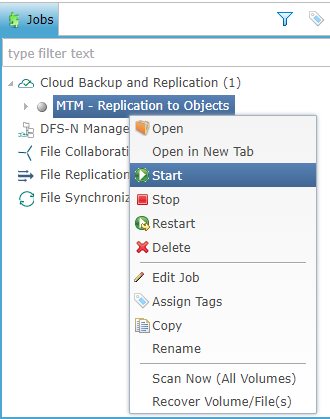 Jobs
type filter text
Cloud Backup and Replication (1)
MTM - Replication to Objects
DFS-N Manage
File Collaborati
File Replication
File Synchroniz
Open
Open in New Tab
Start
Stop
Restart
Delete
Edit Job
Assign Tags
Copy
Rename
Scan Now (All Volumes)
Recover Volume/File(s)